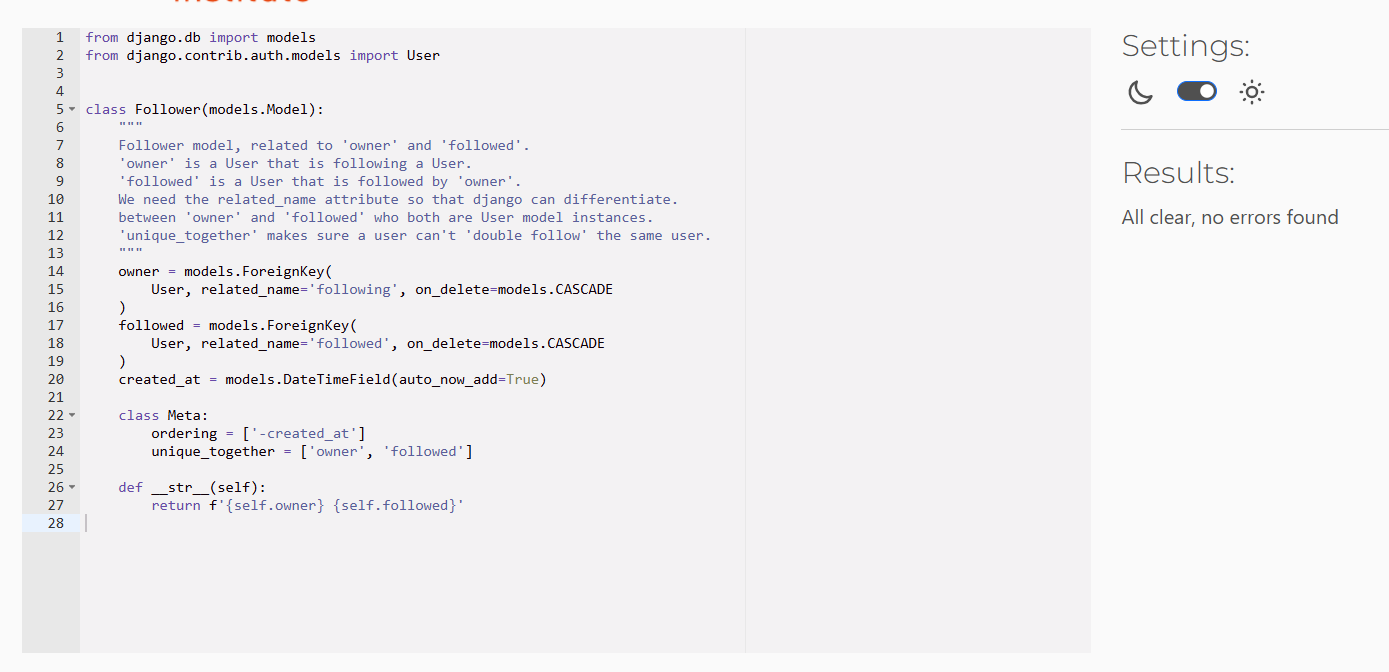 institute
1 from django.db import models
2 from django.contrib.auth.models import User
3
4
5 class Follower(models.Model):
6     """
7     Follower model, related to 'owner' and 'followed'.
8     'owner' is a User that is following a User.
9     'followed' is a User that is followed by 'owner'.
10     We need the related_name attribute so that django can differentiate.
11     between 'owner' and 'followed' who both are User model instances.
12     'unique_together' makes sure a user can't 'double follow' the same user.
13     """
14     owner = models.ForeignKey(
15         User, related_name='following', on_delete=models.CASCADE
16     )
17     followed = models.ForeignKey(
18         User, related_name='followed', on_delete=models.CASCADE
19     )
20     created_at = models.DateTimeField(auto_now_add=True)
21
22     class Meta:
23         ordering = ['-created_at']
24         unique_together = ['owner', 'followed']
25
26     def __str__(self):
27         return f'{self.owner} {self.followed}'
28
Settings:
Results:
All clear, no errors found